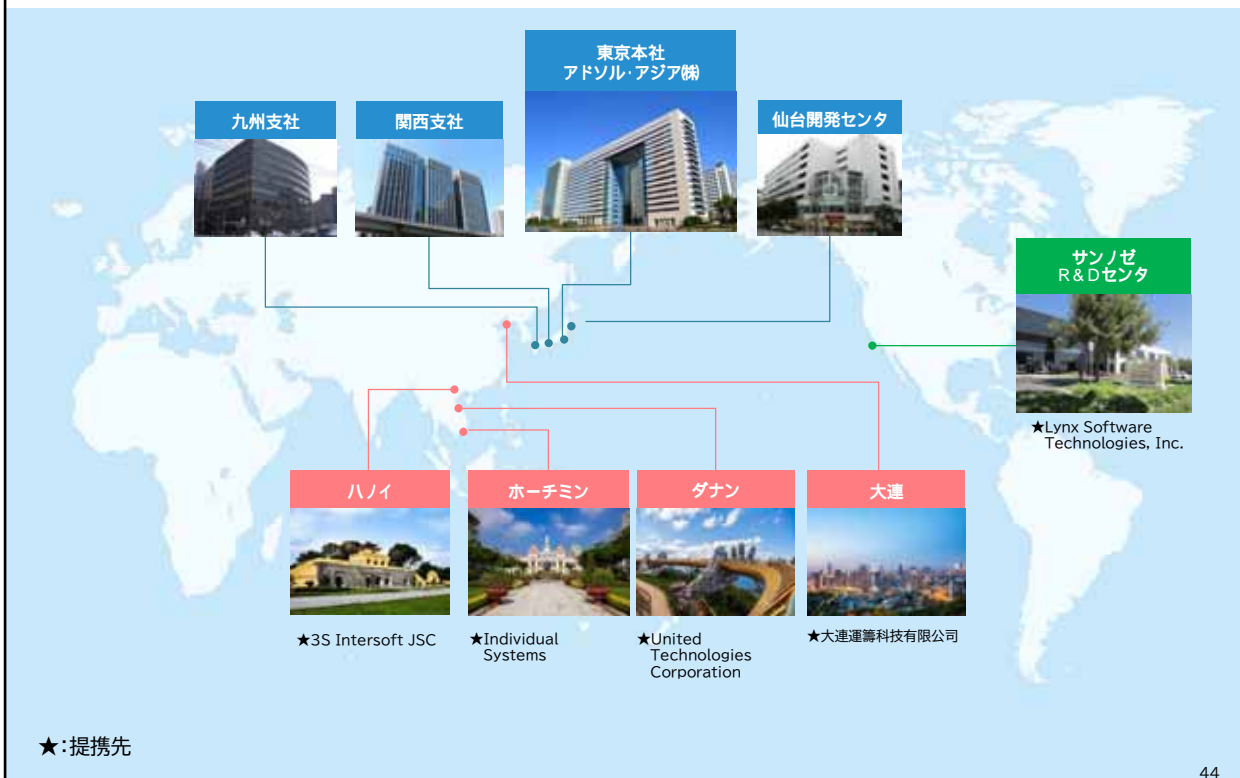 東京本社
アドソル・アジア㈱
九州支社
関西支社
仙台開発センタ
サンノゼ
R&Dセンタ
★Lynx Software
Technologies, Inc.
ハノイ
ホーチミン
ダナン
大連
★3S Intersoft JSC
★Individual
Systems
★United
Technologies
Corporation
★大連運籌科技有限公司
★:提携先
44